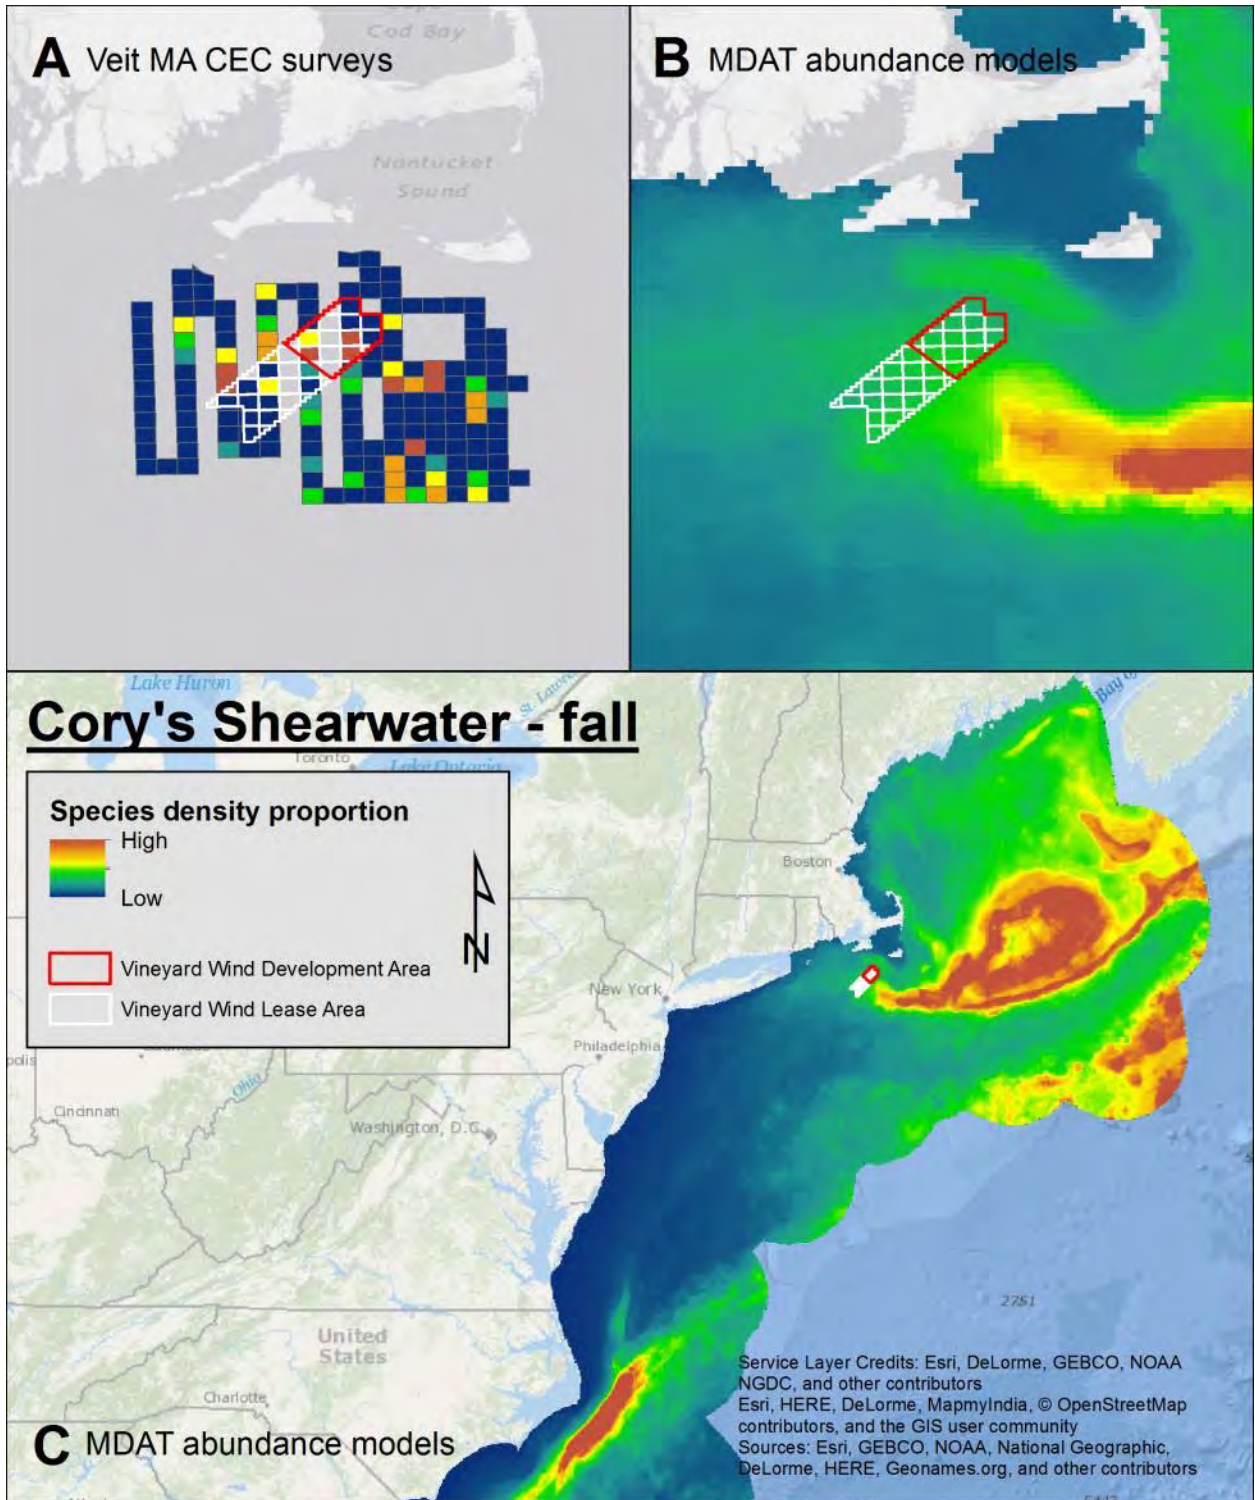 A Veit MA CEC surveys
Cod Bay
Nantucket
Sound
B MDAT abundance models
Lake Huron
Cory's Shearwater - fall
Toronto
Lake Ontario
Species density proportion
High
Low
N
Vineyard Wind Development Area
Vineyard Wind Lease Area
Boston
New York
Philadelphia
Ohio
Cincinnati
Washington, D.C.
2751
United
States
Charlotte
Service Layer Credits: Esri, DeLorme, GEBCO, NOAA
NGDC, and other contributors
Esri, HERE, DeLorme, MapmyIndia, © OpenStreetMap
contributors, and the GIS user community
Sources: Esri, GEBCO, NOAA, National Geographic,
DeLorme, HERE, Geonames.org, and other contributors
C MDAT abundance models